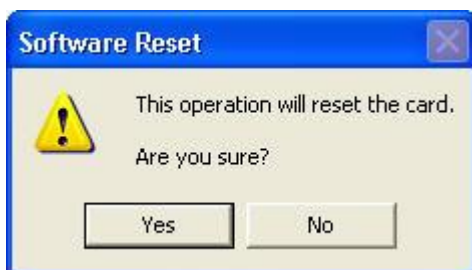 Software Reset
This operation will reset the card.
Are you sure?
Yes
No